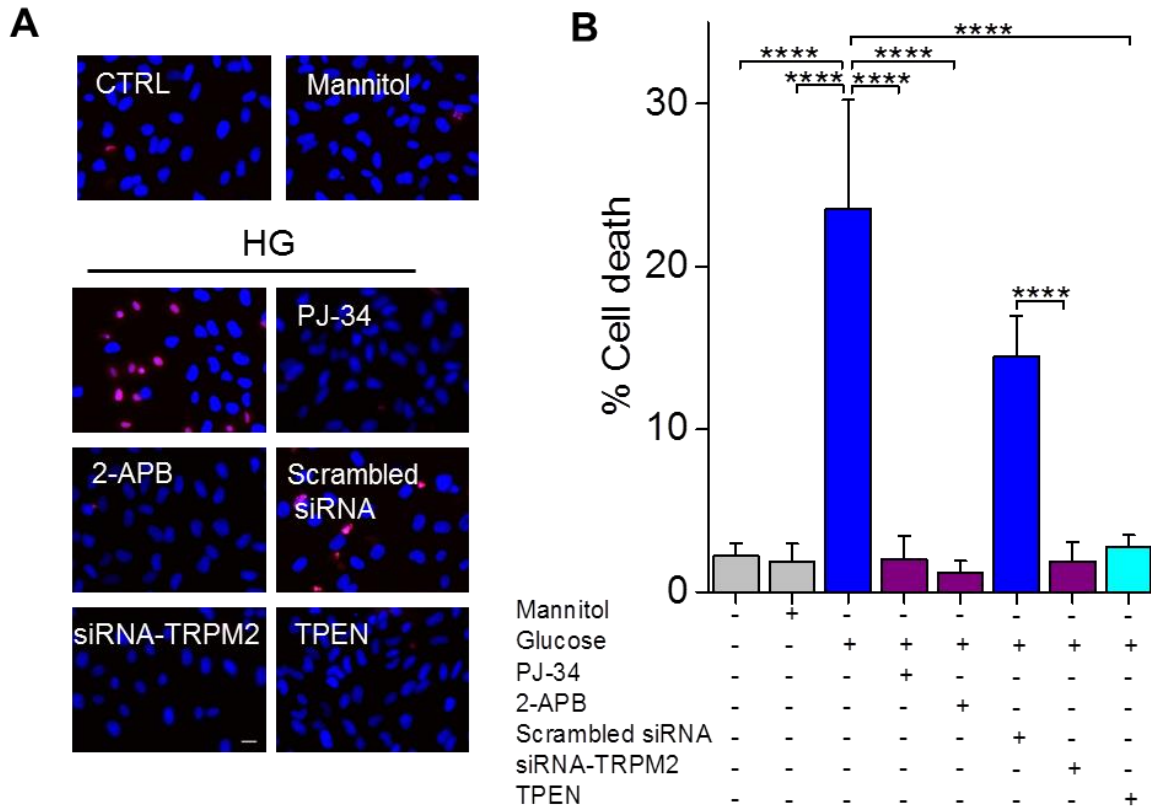 A
CTRL
Mannitol
HG
PJ-34
2-APB
Scrambled
siRNA
siRNA-TRPM2
TPEN
B
% Cell death
30
20
10
0
****
****
****
****
****
****
Mannitol - + - - - - - -
Glucose - - + + + + + +
PJ-34 - - - + - - - -
2-APB - - - - + - - -
Scrambled siRNA - - - - - + - -
siRNA-TRPM2 - - - - - - + -
TPEN - - - - - - - +